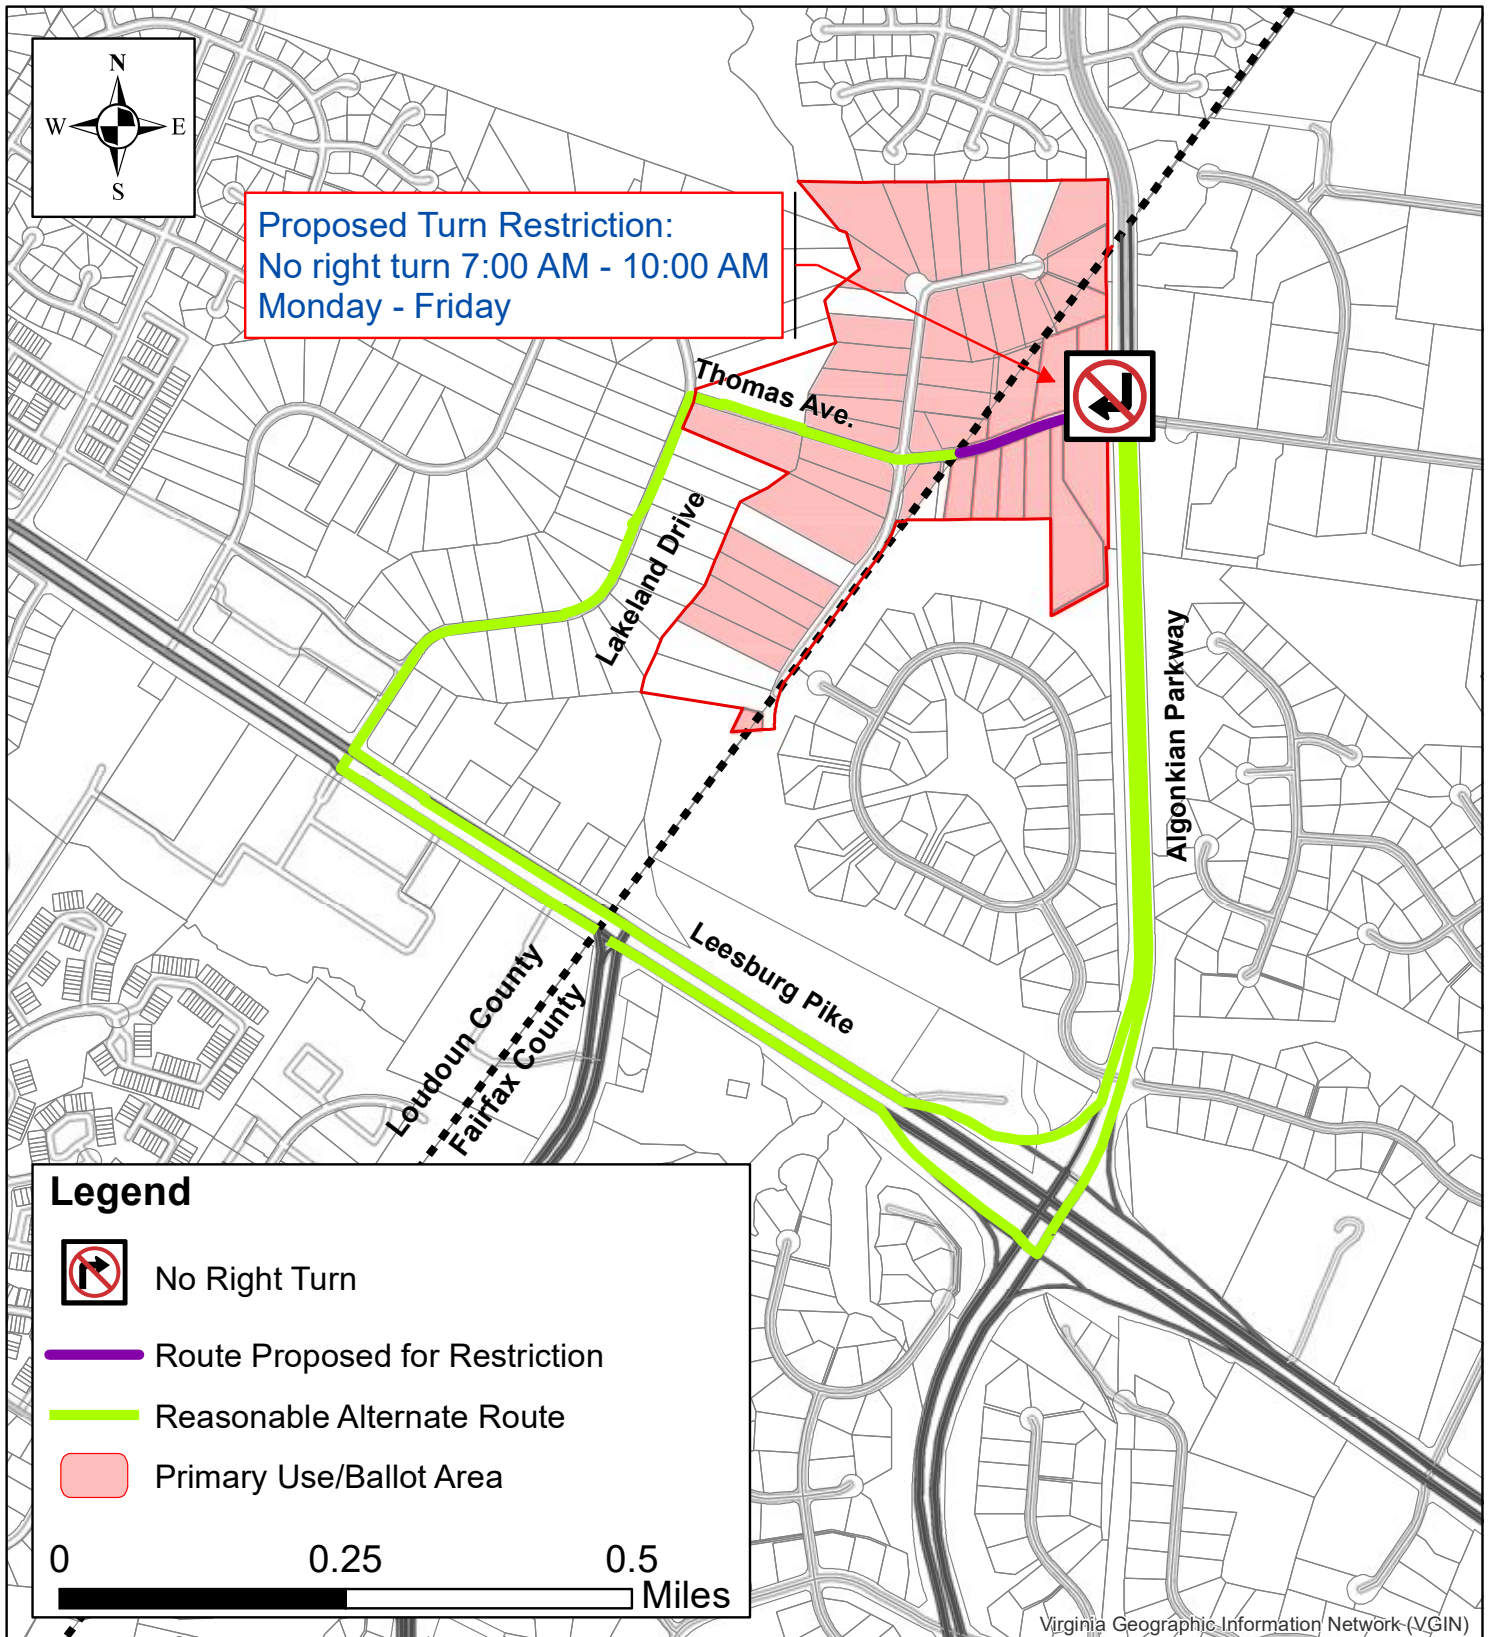 N
W E
S
Proposed Turn Restriction:
No right turn 7:00 AM - 10:00 AM
Monday - Friday
Thomas Ave.
Lakeland Drive
Algonkian Parkway
Leesburg Pike
Loudoun County
Fairfax County
Legend
No Right Turn
Route Proposed for Restriction
Reasonable Alternate Route
Primary Use/Ballot Area
0 0.25 0.5
Miles
Virginia Geographic Information Network (VGIN)